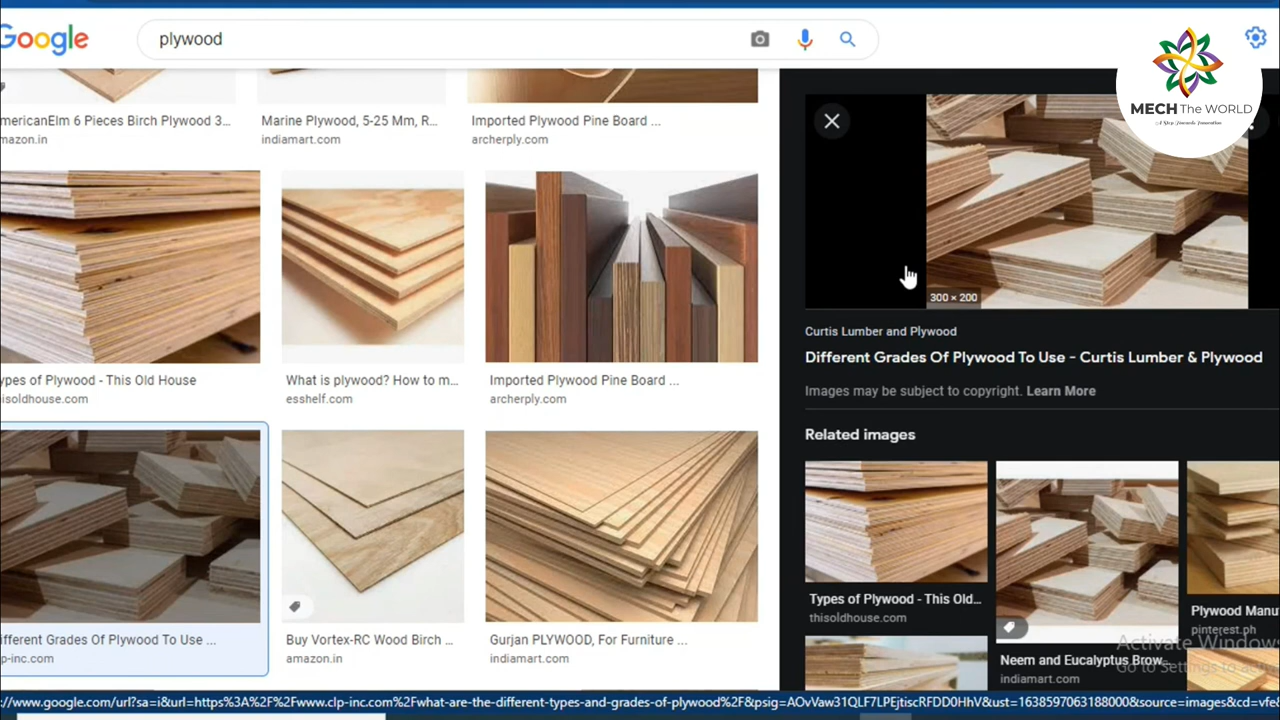 Google
plywood
MECH The WORLD
mericanElm 6 Pieces Birch Plywood 3...
mazon.in
Marine Plywood, 5-25 Mm, R...
indiamart.com
Imported Plywood Pine Board ...
archerply.com
ypes of Plywood - This Old House
hisoldhouse.com
What is plywood? How to m...
esshelf.com
Imported Plywood Pine Board ...
archerply.com
ifferent Grades Of Plywood To Use ...
p-inc.com
Buy Vortex-RC Wood Birch ...
amazon.in
Gurjan PLYWOOD, For Furniture ...
indiamart.com
300 × 200
Curtis Lumber and Plywood
Different Grades Of Plywood To Use - Curtis Lumber & Plywood
Images may be subject to copyright. Learn More
Related images
Types of Plywood - This Old...
thisoldhouse.com
Neem and Eucalyptus Brow...
indiamart.com
Plywood Manu
pinterest.ph
Activate Windows
Go to Settings to
://www.google.com/url?sa=i&url=https%3A%2F%2Fwww.clp-inc.com%2Fwhat-are-the-different-types-and-grades-of-plywood%2F&psig=AOvVaw31QLF7LPEjtiscRFDD0HhV&ust=1638597063188000&source=images&cd=vfe